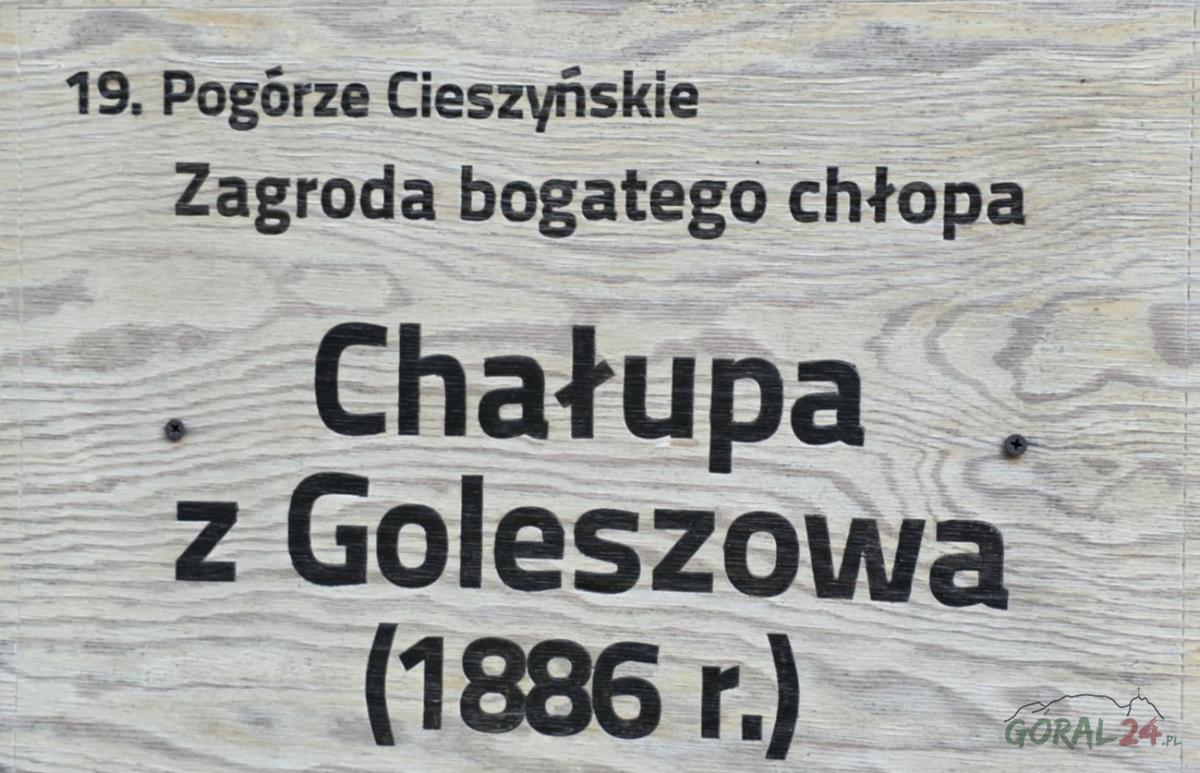 19. Pogórze Cieszyńskie
Zagroda bogatego chłopa
Chałupa
z Goleszowa
(1886 r.)
GORAL24.PL